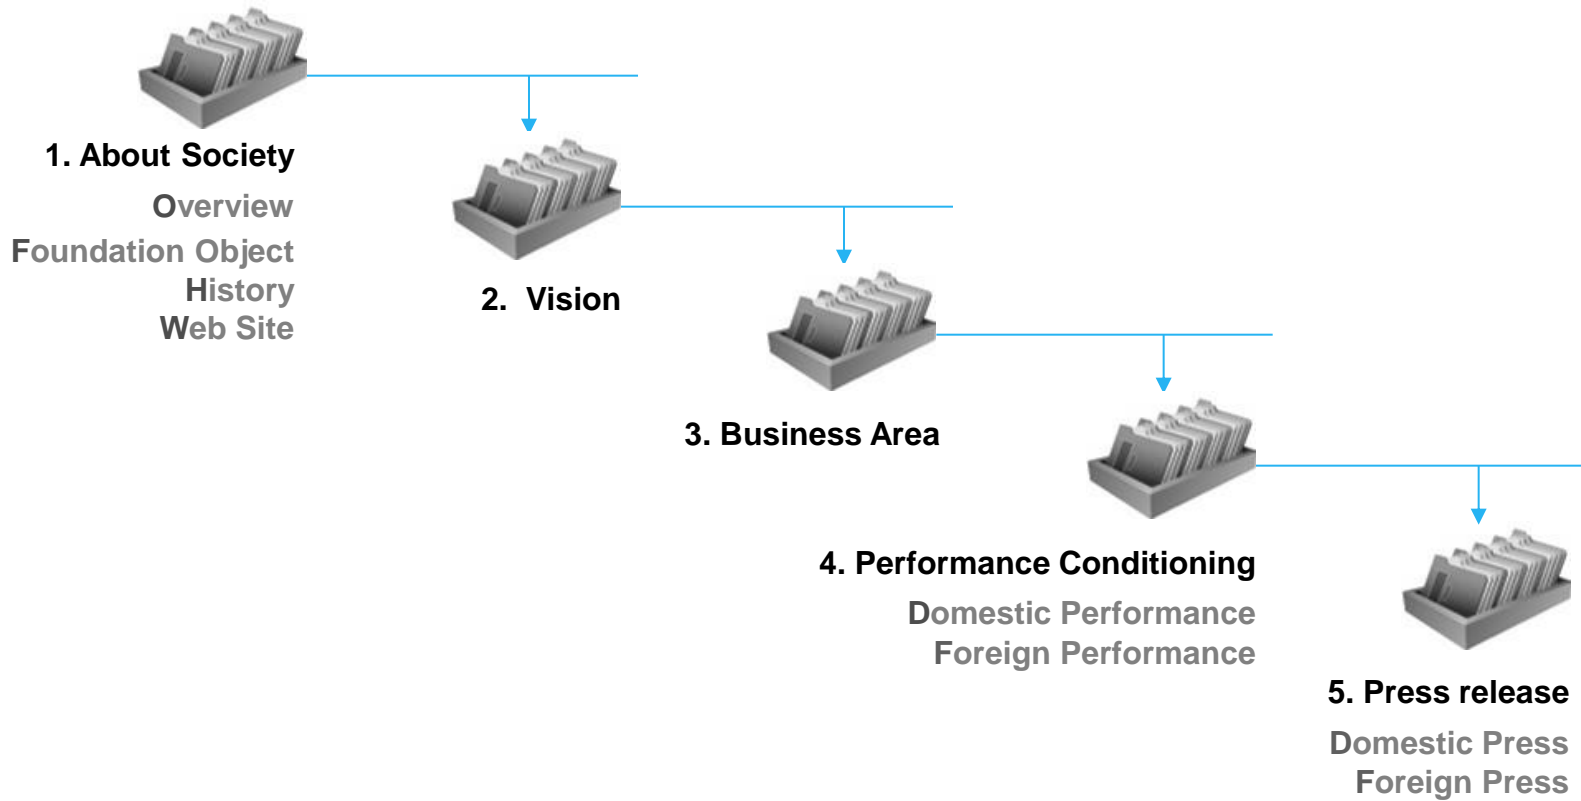 1. About Society
Overview
Foundation Object
History
Web Site
2. Vision
3. Business Area
4. Performance Conditioning
Domestic Performance
Foreign Performance
5. Press release
Domestic Press
Foreign Press